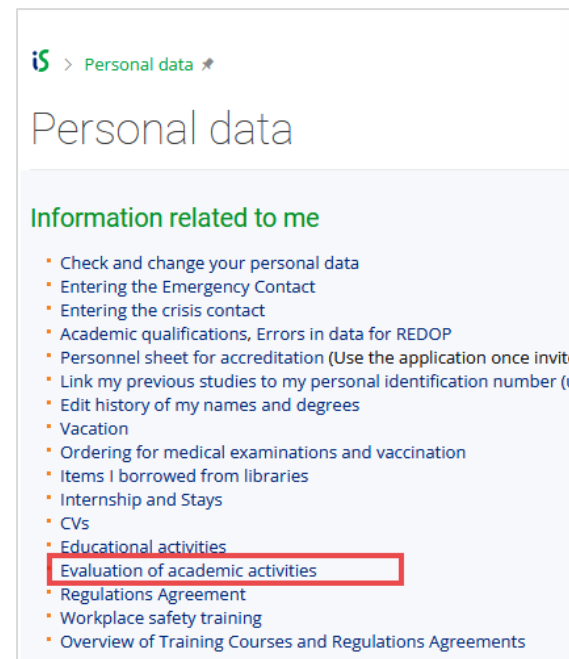 iS > Personal data
Personal data
Information related to me
Check and change your personal data
Entering the Emergency Contact
Entering the crisis contact
Academic qualifications, Errors in data for REDOP
Personnel sheet for accreditation (Use the application once invite
Link my previous studies to my personal identification number (
Edit history of my names and degrees
Vacation
Ordering for medical examinations and vaccination
Items I borrowed from libraries
Internship and Stays
CVs
Educational activities
Evaluation of academic activities
Regulations Agreement
Workplace safety training
Overview of Training Courses and Regulations Agreements